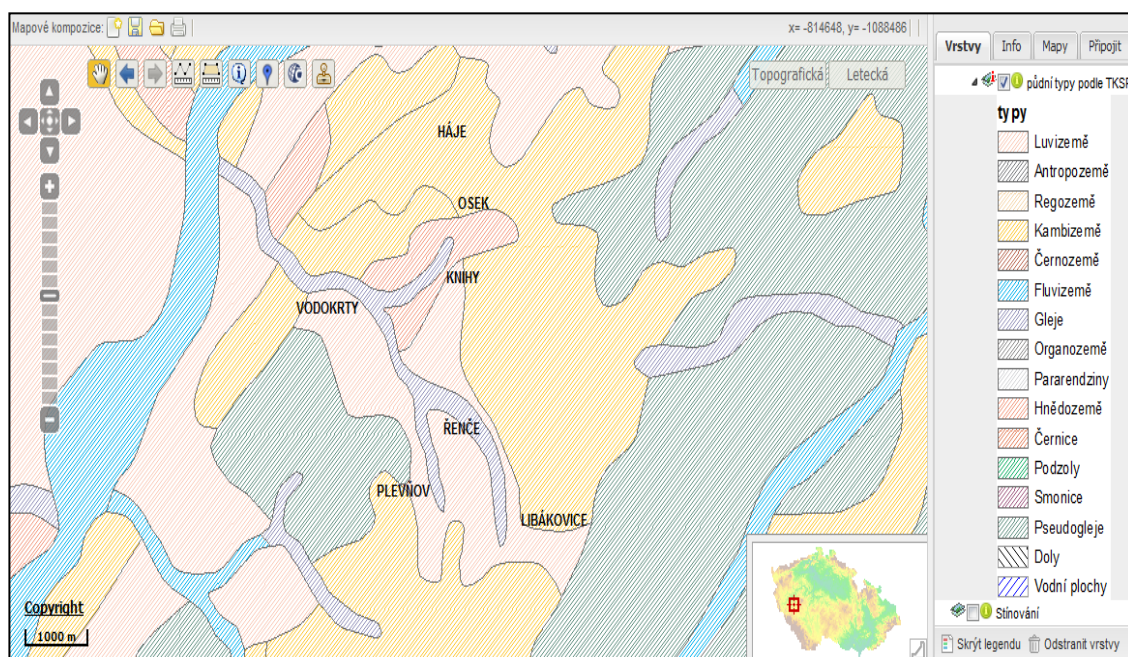 Mapové kompozice:
x= -814648, y= -1088486
Vrstvy Info Mapy Připojit
Topografická Letecká
půdní typy podle TKSP
typy
Luvizemě
Antropozemě
Regozemě
Kambizemě
Černozemě
Fluvizemě
Gleje
Organozemě
Pararendziny
Hnědozemě
Černice
Podzoly
Smonice
Pseudogleje
Doly
Vodní plochy
Stínování
Skrýt legendu Odstranit vrstvy
HÁJE
OSEK
KNIHY
VODOKRTY
ŘENČE
PLEVŇOV
LIBÁKOVICE
Copyright
1000 m